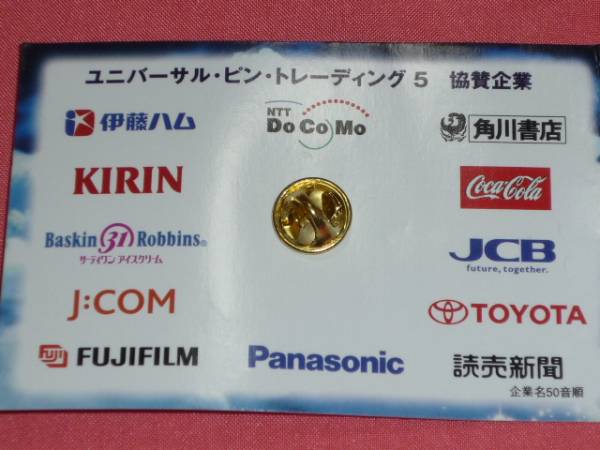 ユニバーサル・ピン・トレーディング 5 協賛企業
伊藤ハム
NTT
DoCoMo
角川書店
KIRIN
Coca-Cola
Baskin 31 Robbins®
サーティワン アイスクリーム
JCB
future, together.
J:COM
TOYOTA
FUJI FUJIFILM
Panasonic
読売新聞
企業名50音順